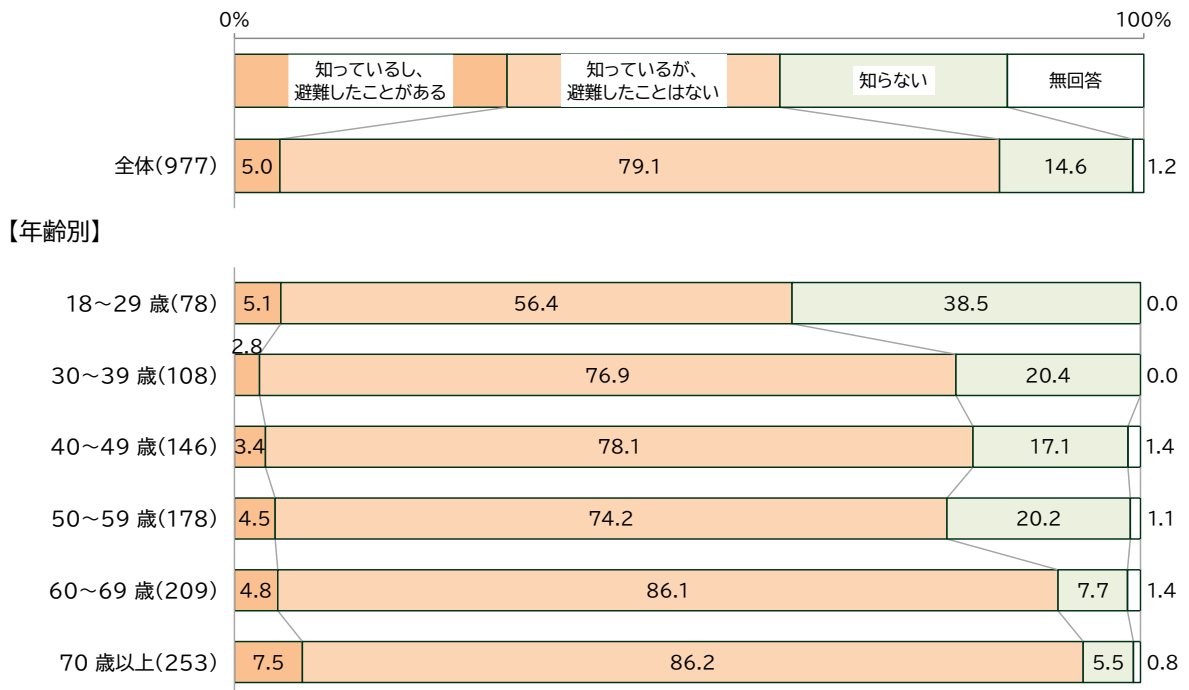 0% 100%
知っているし、
避難したことがある
知っているが、
避難したことはない
知らない
無回答
全体(977) 5.0 79.1 14.6 1.2
【年齢別】
18~29 歳(78) 5.1 56.4 38.5 0.0
30~39 歳(108) 2.8 76.9 20.4 0.0
40~49 歳(146) 3.4 78.1 17.1 1.4
50~59 歳(178) 4.5 74.2 20.2 1.1
60~69 歳(209) 4.8 86.1 7.7 1.4
70 歳以上(253) 7.5 86.2 5.5 0.8